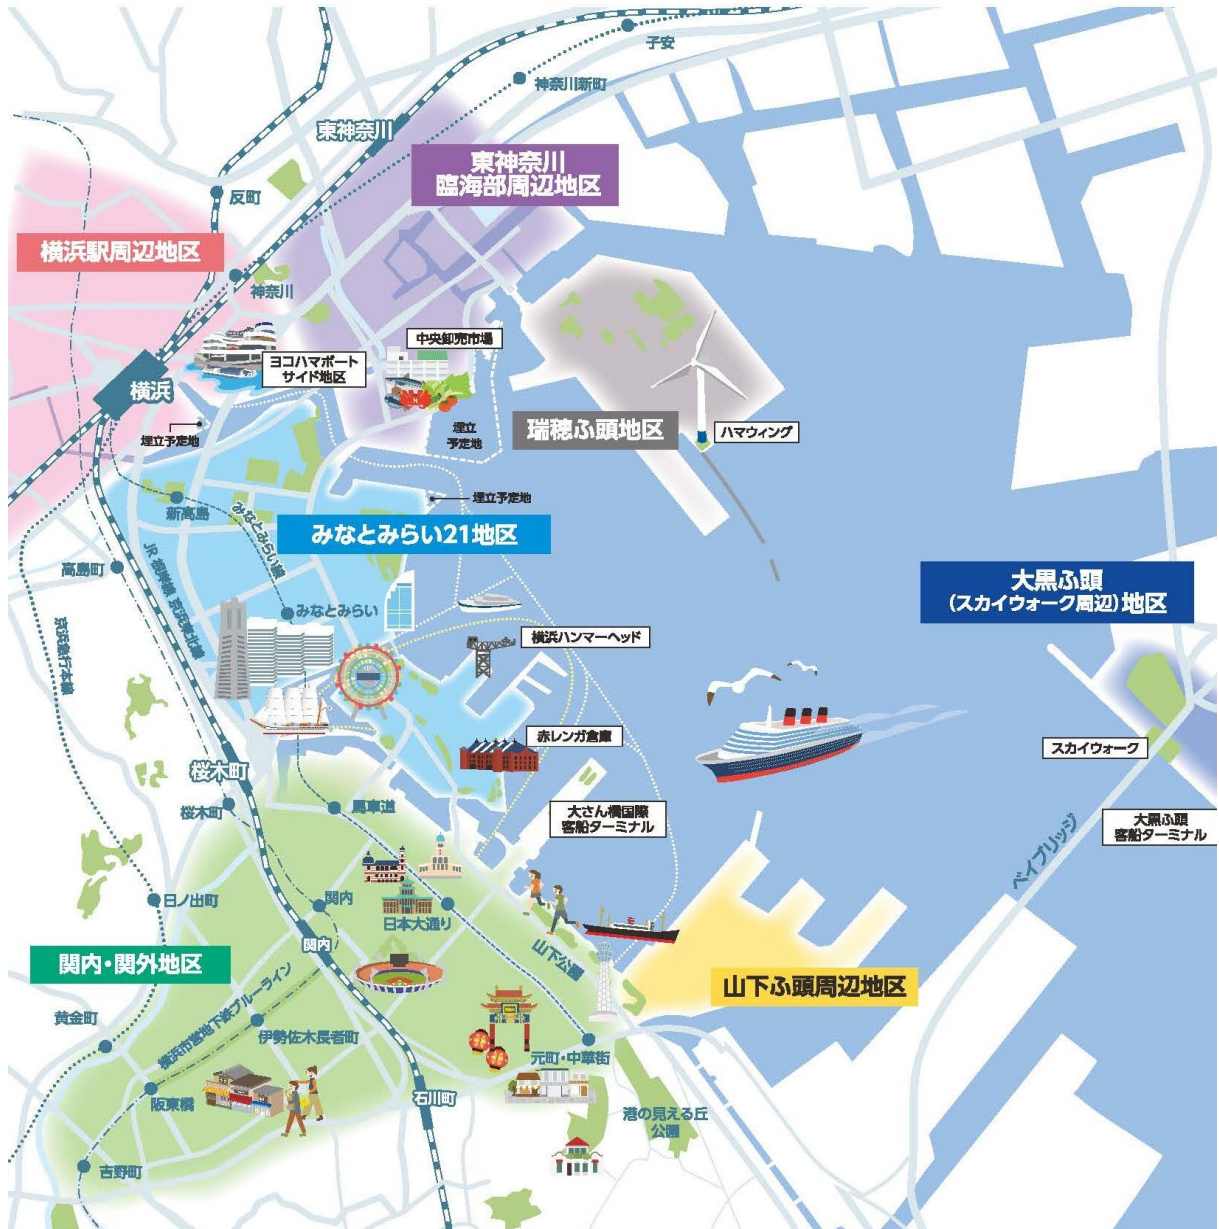 子安
神奈川新町
東神奈川
東神奈川
臨海部周辺地区
反町
横浜駅周辺地区
神奈川
中央卸売市場
ヨコハマポート
サイド地区
横浜
瑞穂ふ頭地区
ハマウィング
埋立予定地
埋立
予定地
埋立予定地
新高島
みなとみらい21地区
みなとみらい線
JR 根岸線 京浜東北線
高島町
大黒ふ頭
(スカイウォーク周辺)地区
みなとみらい
京浜急行本線
横浜ハンマーヘッド
赤レンガ倉庫
スカイウォーク
桜木町
桜木町
馬車道
大さん橋国際
客船ターミナル
大黒ふ頭
客船ターミナル
ベイブリッジ
日ノ出町
関内
日本大通り
関内
山下公園
関内・関外地区
山下ふ頭周辺地区
横浜市営地下鉄ブルーライン
黄金町
伊勢佐木長者町
元町・中華街
阪東橋
石川町
港の見える丘
公園
吉野町